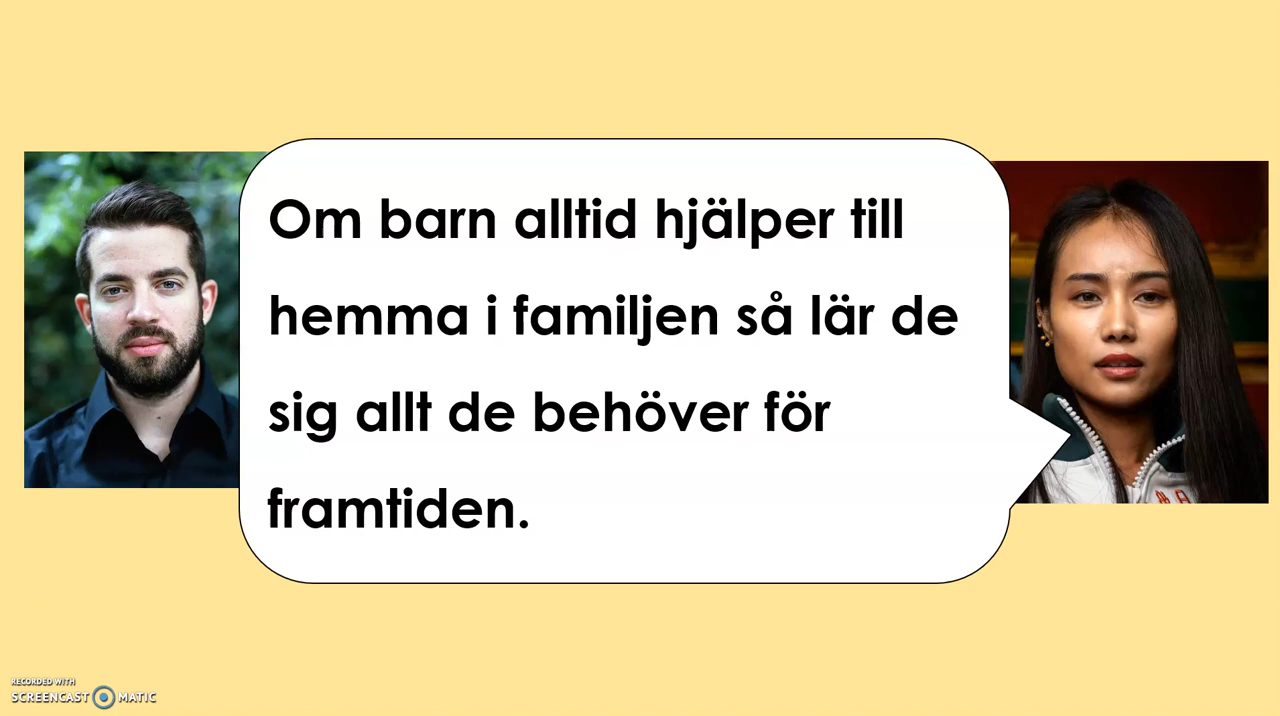 Om barn alltid hjälper till
hemma i familjen så lär de
sig allt de behöver för
framtiden.
RECORDED WITH
SCREENCAST MATIC